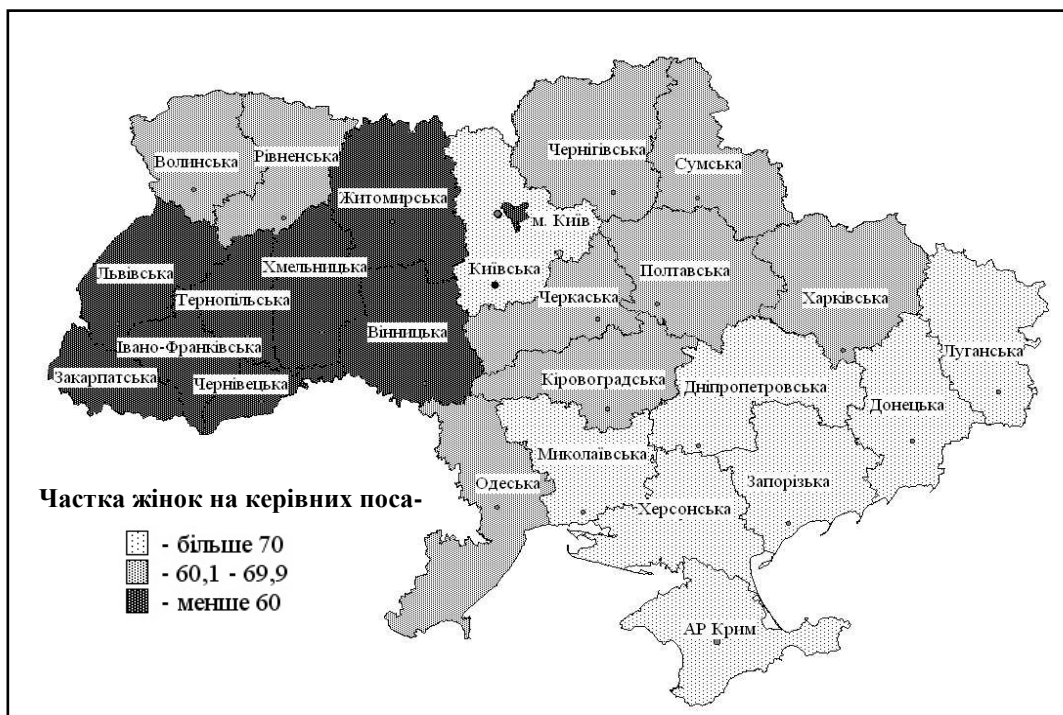 Чернігівська
Сумська
Волинська
Рівненська
Житомирська
м. Київ
Львівська
Хмельницька
Київська
Полтавська
Тернопільська
Черкаська
Харківська
Вінницька
Івано-Франківська
Луганська
Закарпатська
Чернівецька
Кіровоградська
Дніпропетровська
Донецька
Миколаївська
Одеська
Запорізька
Херсонська
АР Крим
Частка жінок на керівних поса-
- більше 70
- 60,1 - 69,9
- менше 60